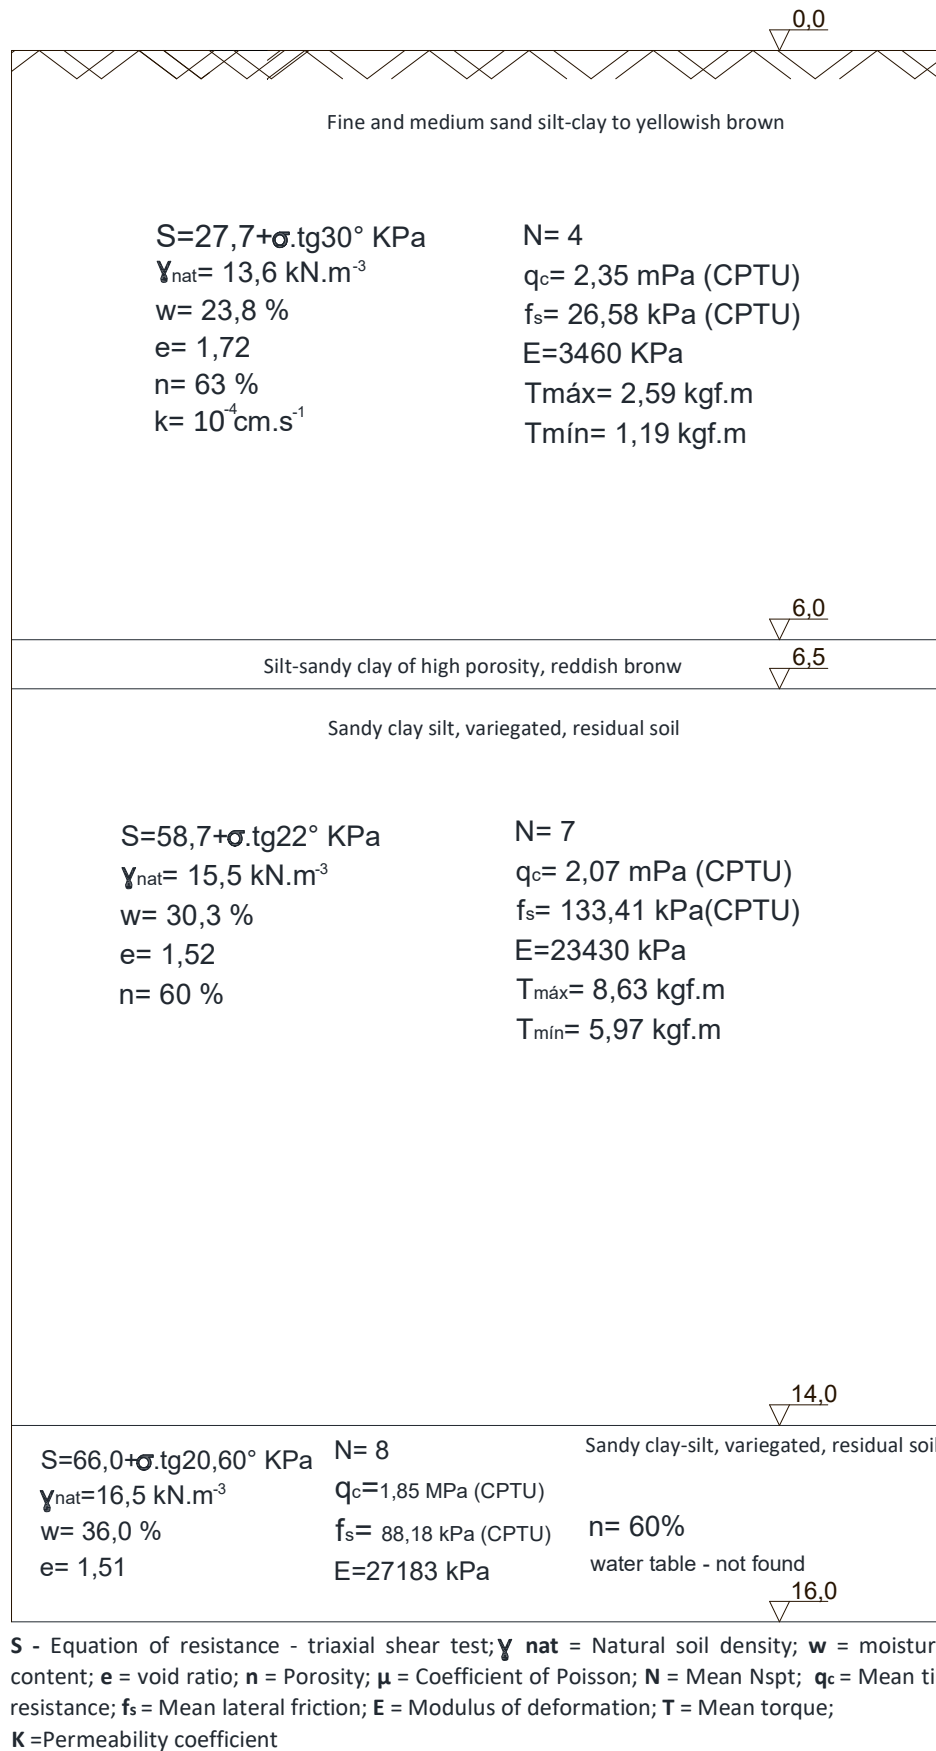 0,0
Fine and medium sand silt-clay to yellowish brown
S=27,7+σ.tg30° KPa
γnat= 13,6 kN.m-3
w= 23,8 %
e= 1,72
n= 63 %
k= 10-4cm.s-1
N= 4
qc= 2,35 mPa (CPTU)
fs= 26,58 kPa (CPTU)
E=3460 KPa
Tmáx= 2,59 kgf.m
Tmín= 1,19 kgf.m
6,0
Silt-sandy clay of high porosity, reddish bronw
6,5
Sandy clay silt, variegated, residual soil
S=58,7+σ.tg22° KPa
γnat= 15,5 kN.m-3
w= 30,3 %
e= 1,52
n= 60 %
N= 7
qc= 2,07 mPa (CPTU)
fs= 133,41 kPa(CPTU)
E=23430 kPa
Tmáx= 8,63 kgf.m
Tmín= 5,97 kgf.m
14,0
S=66,0+σ.tg20,60° KPa
γnat=16,5 kN.m-3
w= 36,0 %
e= 1,51
N= 8
qc=1,85 MPa (CPTU)
fs= 88,18 kPa (CPTU)
E=27183 kPa
Sandy clay-silt, variegated, residual soil
n= 60%
water table - not found
16,0
S - Equation of resistance - triaxial shear test; γ nat = Natural soil density; w = moistur
content; e = void ratio; n = Porosity; µ = Coefficient of Poisson; N = Mean Nspt; qc = Mean ti
resistance; fs = Mean lateral friction; E = Modulus of deformation; T = Mean torque;
K =Permeability coefficient